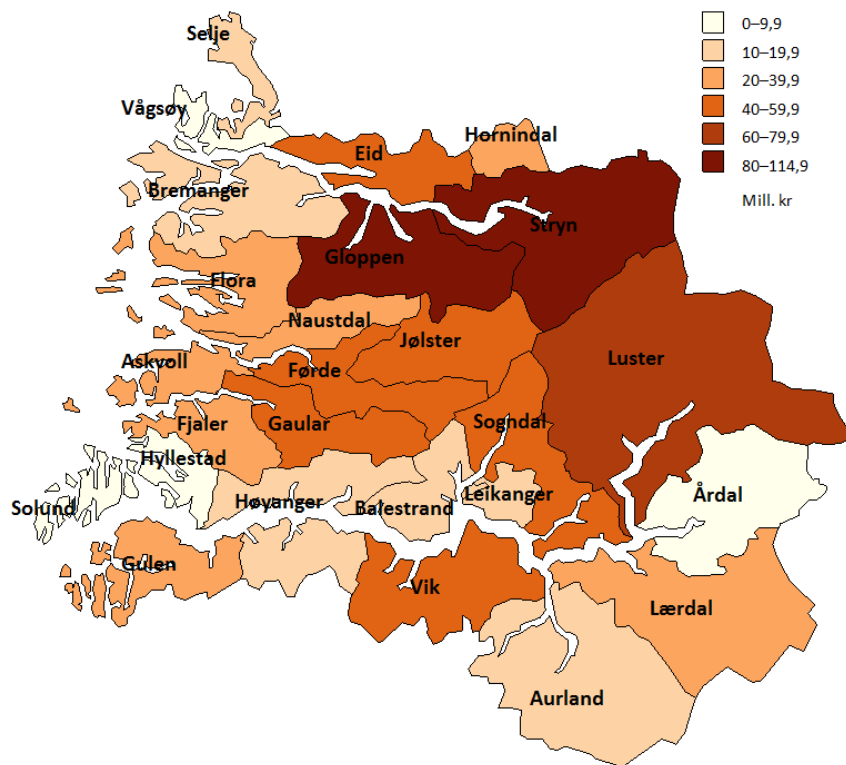 Selje
0–9,9
10–19,9
20–39,9
40–59,9
60–79,9
80–114,9
Mill. kr
Vågsøy
Hornindal
Eid
Bremanger
Stryn
Gloppen
Flora
Naustdal
Jølster
Askvoll
Førde
Luster
Fjaler
Gaular
Sogndal
Hyllestad
Solund
Høyanger
Balestrand
Leikanger
Årdal
Gulen
Vik
Lærdal
Aurland